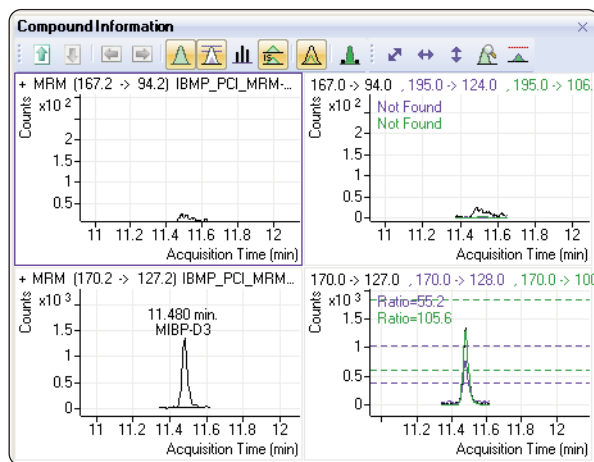 Compound Information
+ MRM (167.2 -> 94.2) IBMP_PCI_MRM-...
Counts
x10 2
2.5
2
1.5
1
0.5
11 11.2 11.4 11.6 11.8 12
Acquisition Time (min)
167.0 -> 94.0 , 195.0 -> 124.0 , 195.0 -> 106.
Counts
x10 2
Not Found
Not Found
2
1
0
11 11.2 11.4 11.6 11.8 12
Acquisition Time (min)
+ MRM (170.2 -> 127.2) IBMP_PCI_MRM...
Counts
x10 3
11.480 min.
MIBP-D3
1.5
1
0.5
0
11 11.2 11.4 11.6 11.8 12
Acquisition Time (min)
170.0 -> 127.0 , 170.0 -> 128.0 , 170.0 -> 100
Counts
x10 3
Ratio=55.2
Ratio=105.6
1.5
1
0.5
0
11.2 11.4 11.6 11.8 12
Acquisition Time (min)